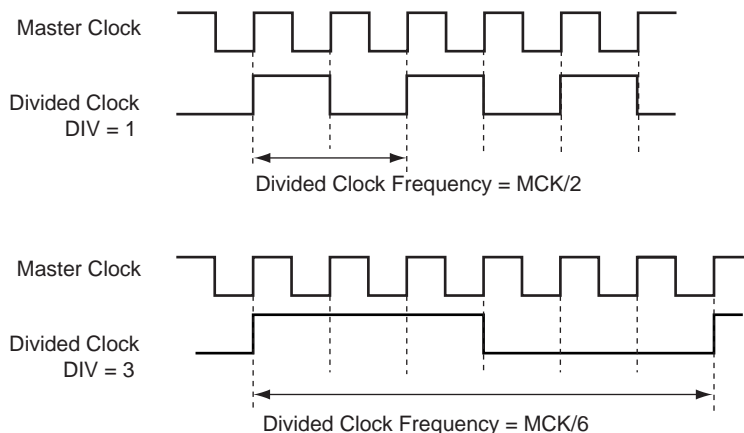 Master Clock
Divided Clock
DIV = 1
Divided Clock Frequency = MCK/2
Master Clock
Divided Clock
DIV = 3
Divided Clock Frequency = MCK/6